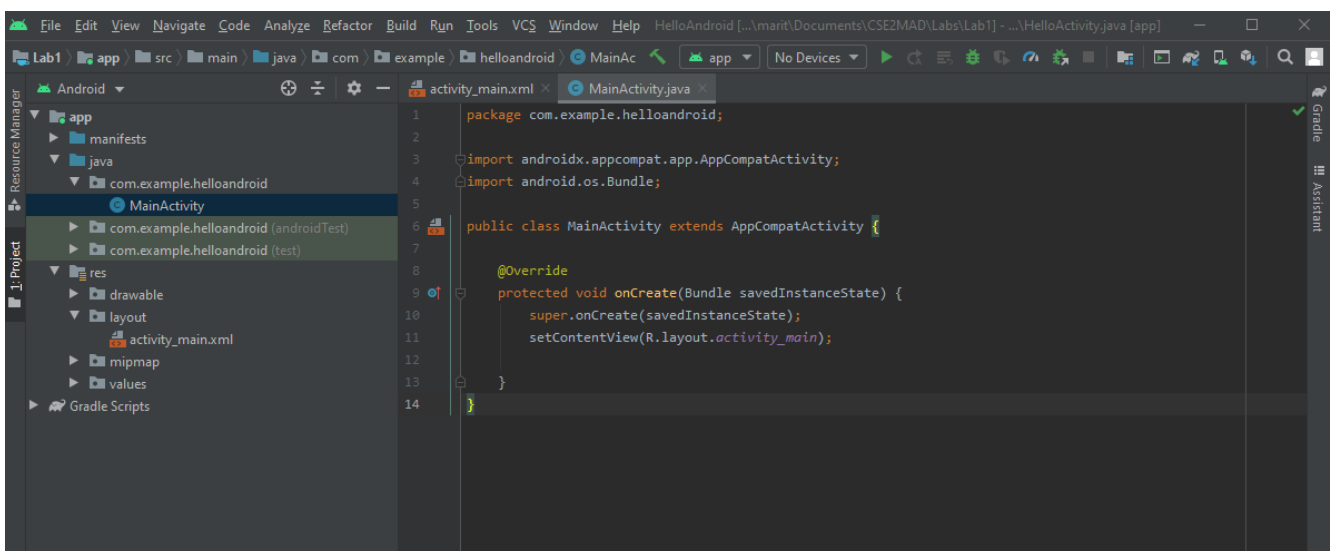 File Edit View Navigate Code Analyze Refactor Build Run Tools VCS Window Help HelloAndroid [...\marit\Documents\CSE2MAD\Labs\Lab1] - ...\HelloActivity.java [app]
Lab1 app src main java com example helloandroid MainAc app No Devices
Android
activity_main.xml MainActivity.java
Resource Manager
1: Project
app
manifests
java
com.example.helloandroid
MainActivity
com.example.helloandroid (androidTest)
com.example.helloandroid (test)
res
drawable
layout
activity_main.xml
mipmap
values
Gradle Scripts
1 package com.example.helloandroid;
2
3 import androidx.appcompat.app.AppCompatActivity;
4 import android.os.Bundle;
5
6 public class MainActivity extends AppCompatActivity {
7
8 @Override
9 protected void onCreate(Bundle savedInstanceState) {
10 super.onCreate(savedInstanceState);
11 setContentView(R.layout.activity_main);
12
13 }
14 }
Gradle
Assistant